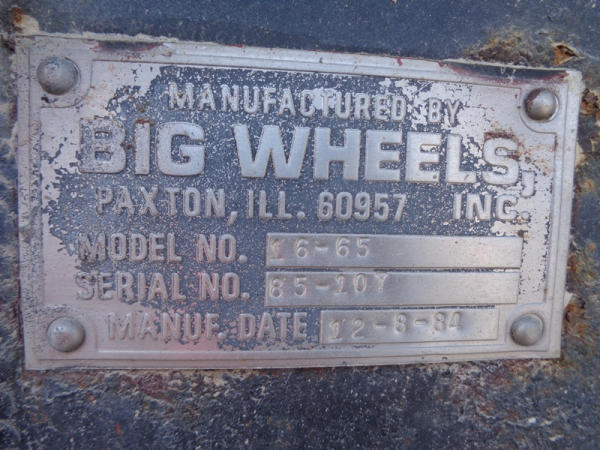 MANUFACTURED BY
BIG WHEELS,
PAXTON, ILL. 60957 INC.
MODEL NO. 16-65
SERIAL NO. 85-107
MANUF. DATE 12-8-84